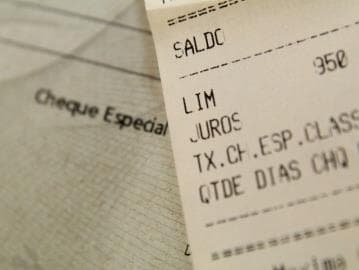 SALDO
950
LIM
JUROS
TX.CH.ESP.CLASS
QTDE DIAS CHQ
Cheque Especial